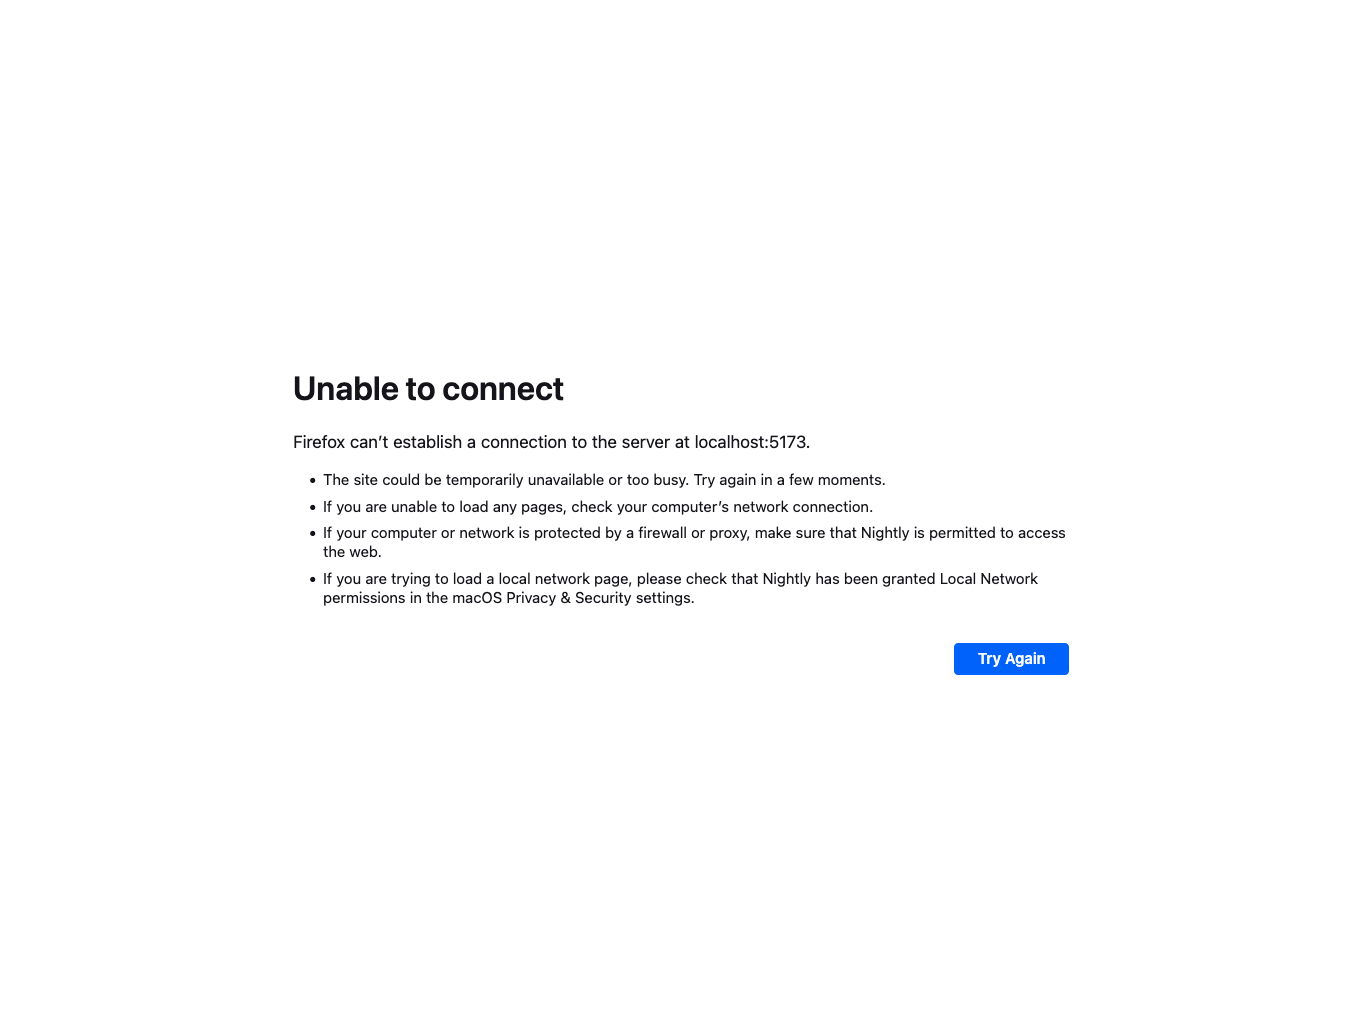 Unable to connect
Firefox can’t establish a connection to the server at localhost:5173.
The site could be temporarily unavailable or too busy. Try again in a few moments.
If you are unable to load any pages, check your computer’s network connection.
If your computer or network is protected by a firewall or proxy, make sure that Nightly is permitted to access
the web.
If you are trying to load a local network page, please check that Nightly has been granted Local Network
permissions in the macOS Privacy & Security settings.
Try Again